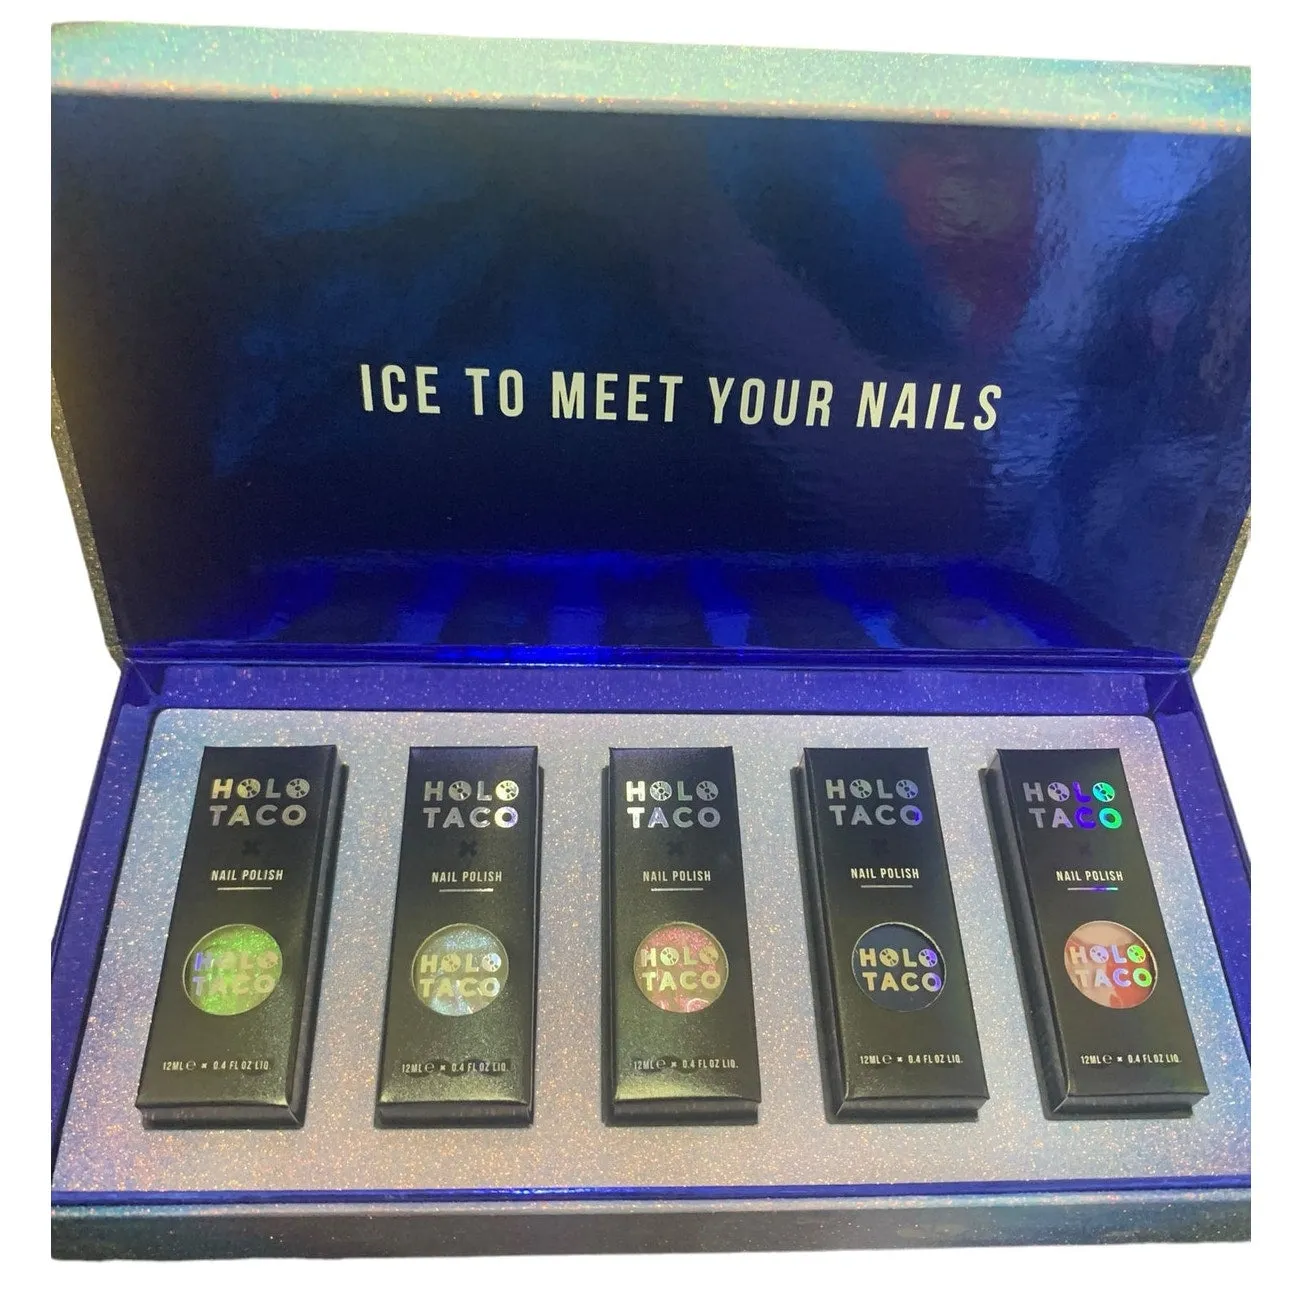 ICE TO MEET YOUR NAILS
HOLO
TACO
NAIL POLISH
HOLO
TACO
12ML℮ × 0.4 FL OZ LIQ.
HOLO
TACO
NAIL POLISH
HOLO
TACO
12ML℮ × 0.4 FL OZ LIQ.
HOLO
TACO
NAIL POLISH
HOLO
TACO
12ML℮ × 0.4 FL OZ LIQ.
HOLO
TACO
NAIL POLISH
HOLO
TACO
12ML℮ × 0.4 FL OZ LIQ.
HOLO
TACO
NAIL POLISH
HOLO
TACO
12ML℮ × 0.4 FL OZ LIQ.